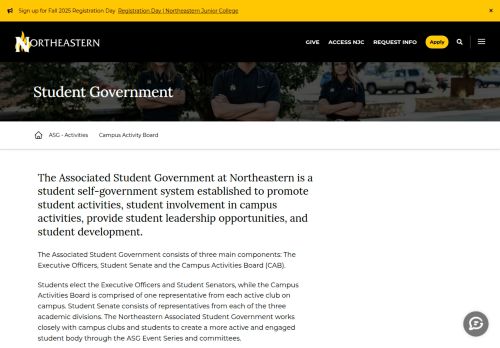 Sign up for Fall 2025 Registration Day Registration Day | Northeastern Junior College ×
NORTHEASTERN GIVE ACCESS NJC REQUEST INFO Apply
Student Government
ASG - Activities Campus Activity Board
The Associated Student Government at Northeastern is a
student self-government system established to promote
student activities, student involvement in campus
activities, provide student leadership opportunities, and
student development.
The Associated Student Government consists of three main components: The
Executive Officers, Student Senate and the Campus Activities Board (CAB).
Students elect the Executive Officers and Student Senators, while the Campus
Activities Board is comprised of one representative from each active club on
campus. Student Senate consists of representatives from each of the three
academic divisions. The Northeastern Associated Student Government works
closely with campus clubs and students to create a more active and engaged
student body through the ASG Event Series and committees.